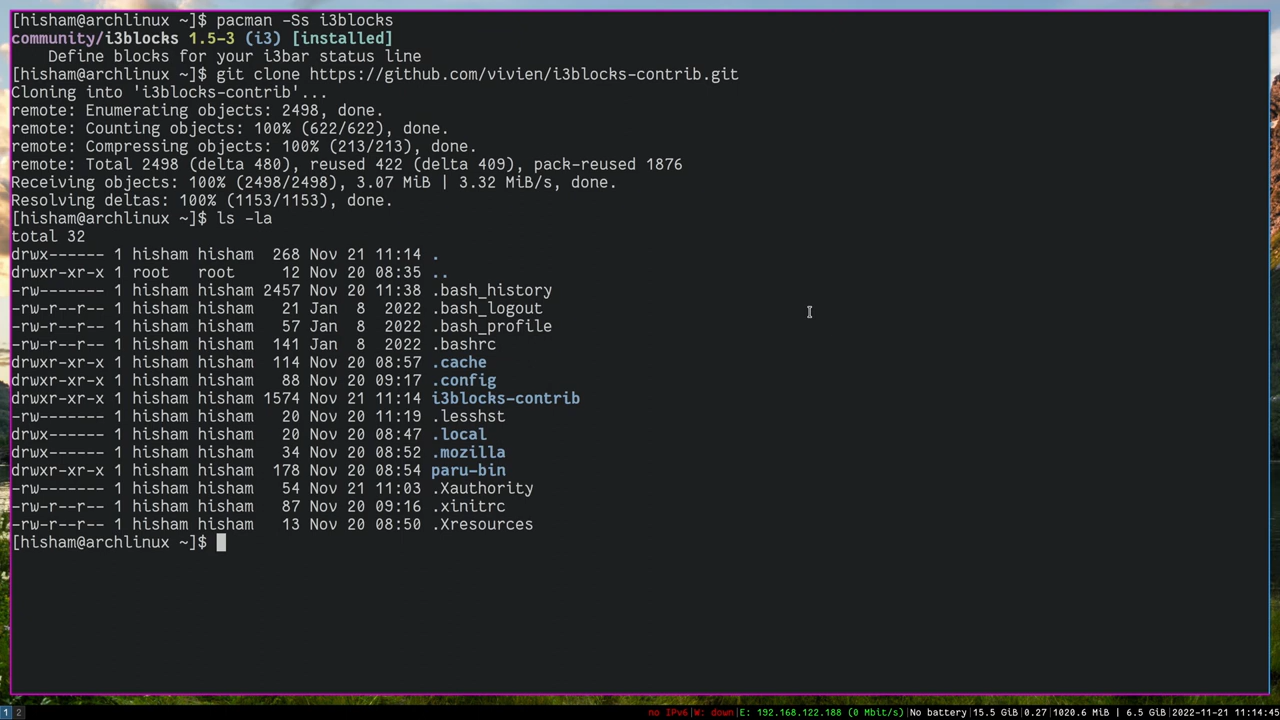 [hisham@archlinux ~]$ pacman -Ss i3blocks
community/i3blocks 1.5-3 (i3) [installed]
    Define blocks for your i3bar status line
[hisham@archlinux ~]$ git clone https://github.com/vivien/i3blocks-contrib.git
Cloning into 'i3blocks-contrib'...
remote: Enumerating objects: 2498, done.
remote: Counting objects: 100% (622/622), done.
remote: Compressing objects: 100% (213/213), done.
remote: Total 2498 (delta 480), reused 422 (delta 409), pack-reused 1876
Receiving objects: 100% (2498/2498), 3.07 MiB | 3.32 MiB/s, done.
Resolving deltas: 100% (1153/1153), done.
[hisham@archlinux ~]$ ls -la
total 32
drwx------ 1 hisham hisham  268 Nov 21 11:14 .
drwxr-xr-x 1 root   root     12 Nov 20 08:35 ..
-rw------- 1 hisham hisham 2457 Nov 20 11:38 .bash_history
-rw-r--r-- 1 hisham hisham   21 Jan  8  2022 .bash_logout
-rw-r--r-- 1 hisham hisham   57 Jan  8  2022 .bash_profile
-rw-r--r-- 1 hisham hisham  141 Jan  8  2022 .bashrc
drwxr-xr-x 1 hisham hisham  114 Nov 20 08:57 .cache
drwxr-xr-x 1 hisham hisham   88 Nov 20 09:17 .config
drwxr-xr-x 1 hisham hisham 1574 Nov 21 11:14 i3blocks-contrib
-rw------- 1 hisham hisham   20 Nov 20 11:19 .lesshst
drwx------ 1 hisham hisham   20 Nov 20 08:47 .local
drwx------ 1 hisham hisham   34 Nov 20 08:52 .mozilla
drwxr-xr-x 1 hisham hisham  178 Nov 20 08:54 paru-bin
-rw------- 1 hisham hisham   54 Nov 21 11:03 .Xauthority
-rw-r--r-- 1 hisham hisham   87 Nov 20 09:16 .xinitrc
-rw-r--r-- 1 hisham hisham   13 Nov 20 08:50 .Xresources
[hisham@archlinux ~]$
1 2 no IPv6|W: down|E: 192.168.122.188 (0 Mbit/s)|No battery|15.5 GiB|0.27|1020.6 MiB | 6.5 GiB|2022-11-21 11:14:45